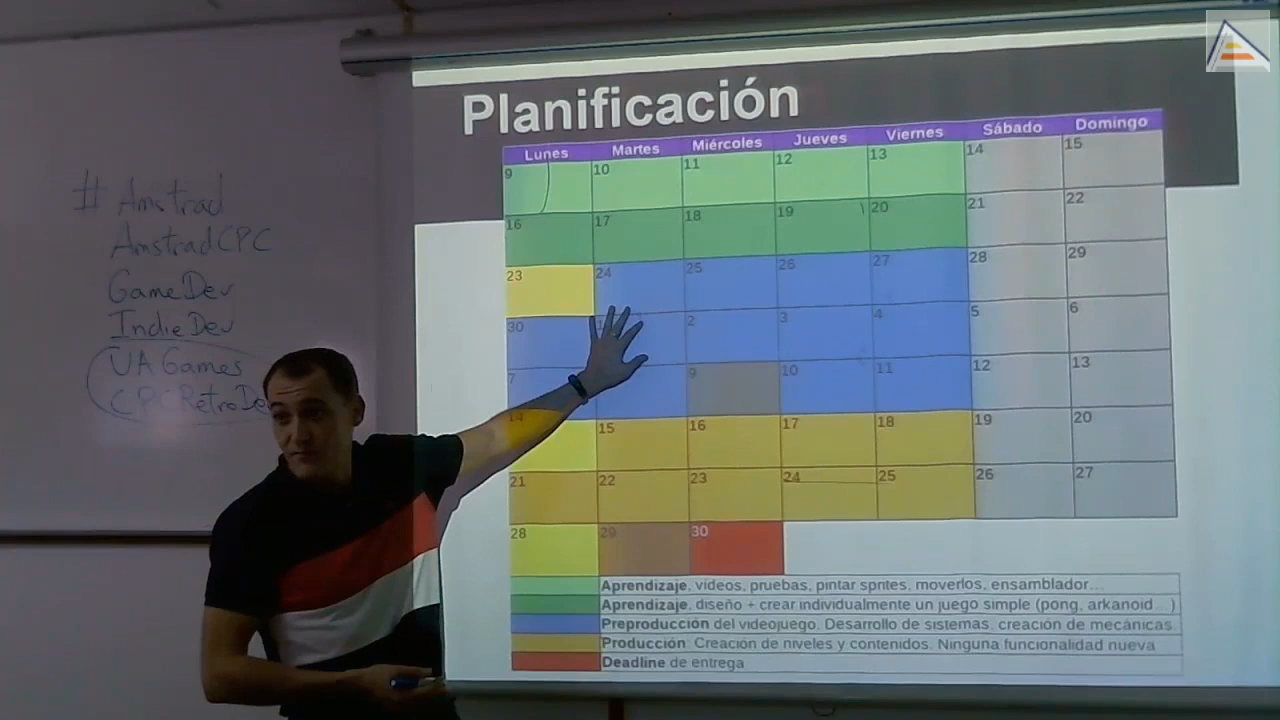 # Amstrad
AmstradCPC
GameDev
IndieDev
UAGames
Planificación
Lunes Martes Miércoles Jueves Viernes Sábado Domingo
9 10 11 12 13 14 15
16 17 18 19 20 21 22
23 24 25 26 27 28 29
30 2 3 4 5 6
7 9 10 11 12 13
14 15 16 17 18 19 20
21 22 23 24 25 26 27
28 29 30
Aprendizaje, vídeos, pruebas, pintar sprites, moverlos, ensamblador...
Aprendizaje, diseño + crear individualmente un juego simple (pong, arkanoid...)
Preproducción del videojuego. Desarrollo de sistemas, creación de mecánicas.
Producción. Creación de niveles y contenidos. Ninguna funcionalidad nueva
Deadline de entrega